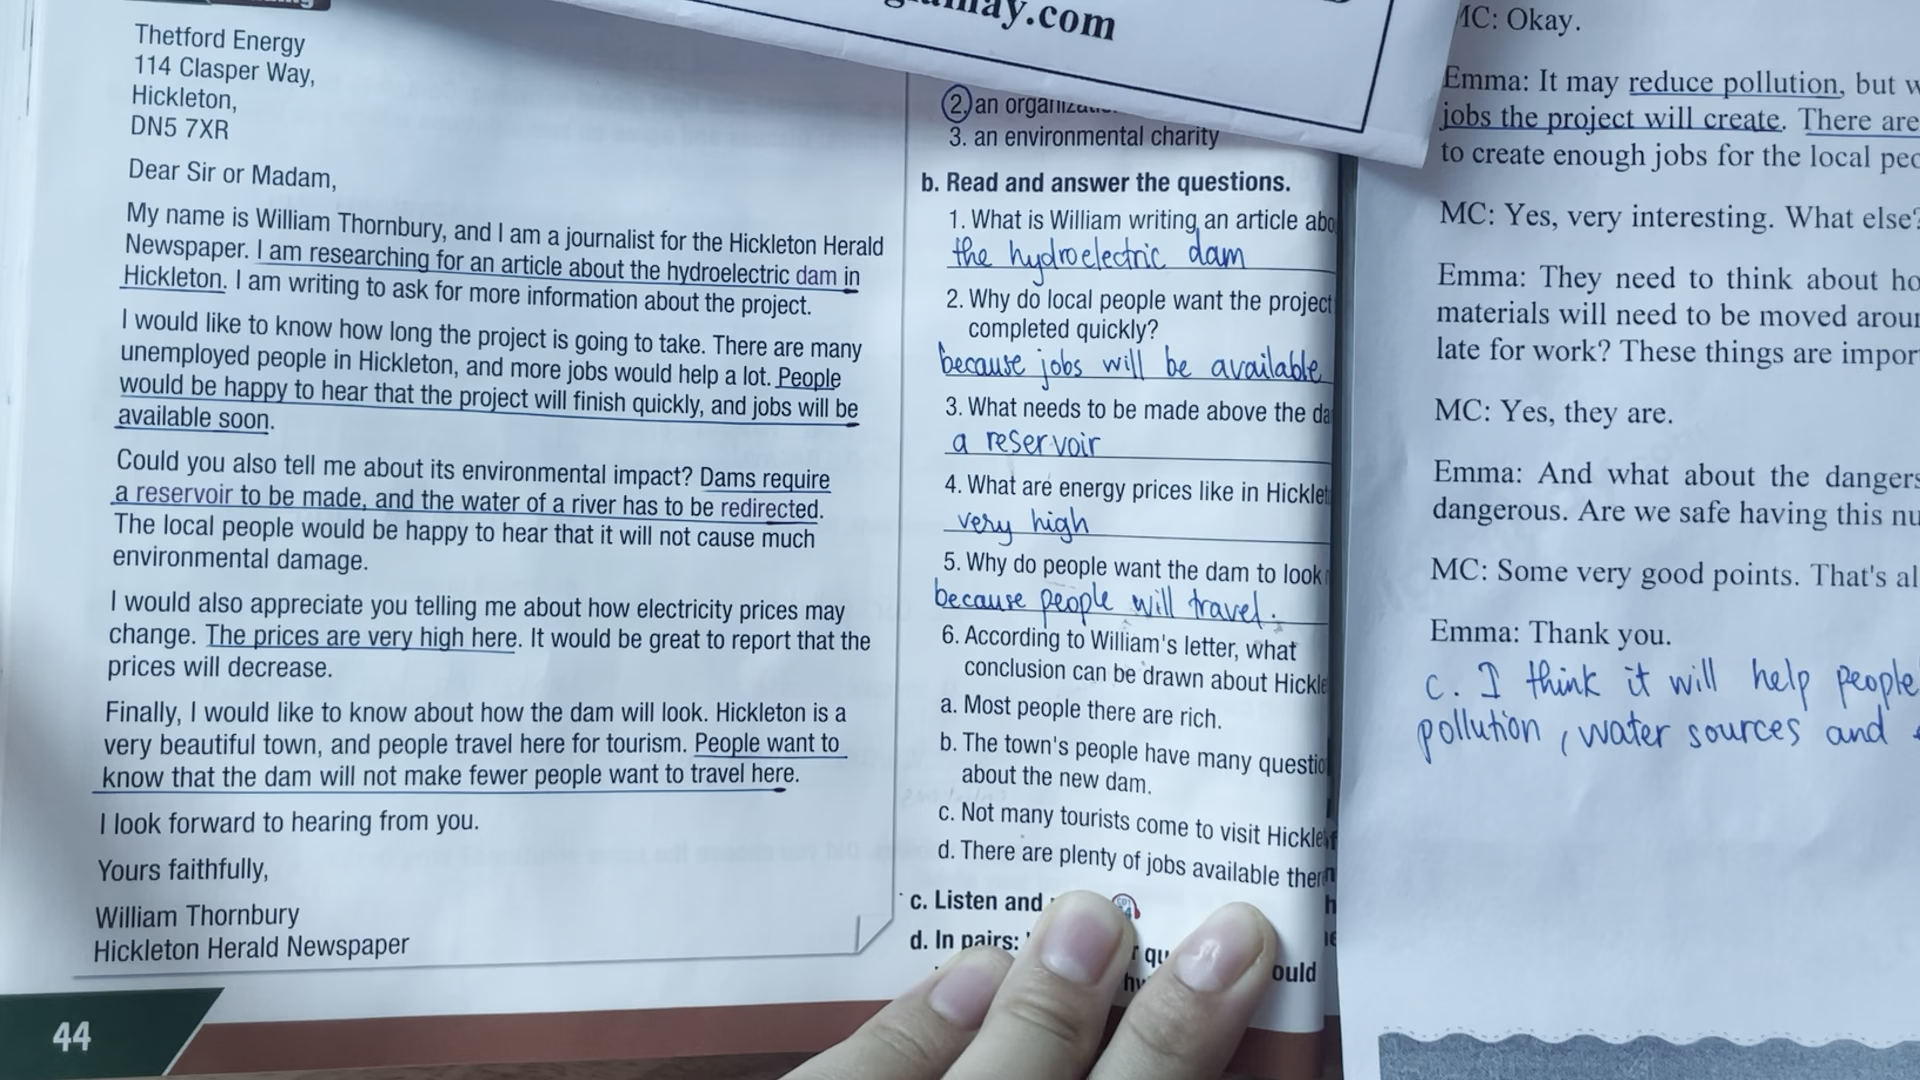 may.com
Thetford Energy
114 Clasper Way,
Hickleton,
DN5 7XR
Dear Sir or Madam,
My name is William Thornbury, and I am a journalist for the Hickleton Herald
Newspaper. I am researching for an article about the hydroelectric dam in
Hickleton. I am writing to ask for more information about the project.
I would like to know how long the project is going to take. There are many
unemployed people in Hickleton, and more jobs would help a lot. People
would be happy to hear that the project will finish quickly, and jobs will be
available soon.
Could you also tell me about its environmental impact? Dams require
a reservoir to be made, and the water of a river has to be redirected.
The local people would be happy to hear that it will not cause much
environmental damage.
I would also appreciate you telling me about how electricity prices may
change. The prices are very high here. It would be great to report that the
prices will decrease.
Finally, I would like to know about how the dam will look. Hickleton is a
very beautiful town, and people travel here for tourism. People want to
know that the dam will not make fewer people want to travel here.
I look forward to hearing from you.
Yours faithfully,
William Thornbury
Hickleton Herald Newspaper
44
2. an
3. an environmental charity
b. Read and answer the questions.
1. What is William writing an article abo
the hydroelectric dam
2. Why do local people want the project
completed quickly?
because jobs will be available
3. What needs to be made above the da
a reservoir
4. What are energy prices like in Hicklet
very high
5. Why do people want the dam to look
because people will travel.
6. According to William's letter, what
conclusion can be drawn about Hickle
a. Most people there are rich.
b. The town's people have many questio
about the new dam.
c. Not many tourists come to visit Hickle
d. There are plenty of jobs available ther
c. Listen and
d. In pairs:
ould
MC: Okay.
Emma: It may reduce pollution, but w
jobs the project will create. There are
to create enough jobs for the local peo
MC: Yes, very interesting. What else?
Emma: They need to think about ho
materials will need to be moved aroun
late for work? These things are impor
MC: Yes, they are.
Emma: And what about the dangers
dangerous. Are we safe having this nu
MC: Some very good points. That's al
Emma: Thank you.
c. I think it will help people
pollution, water sources and